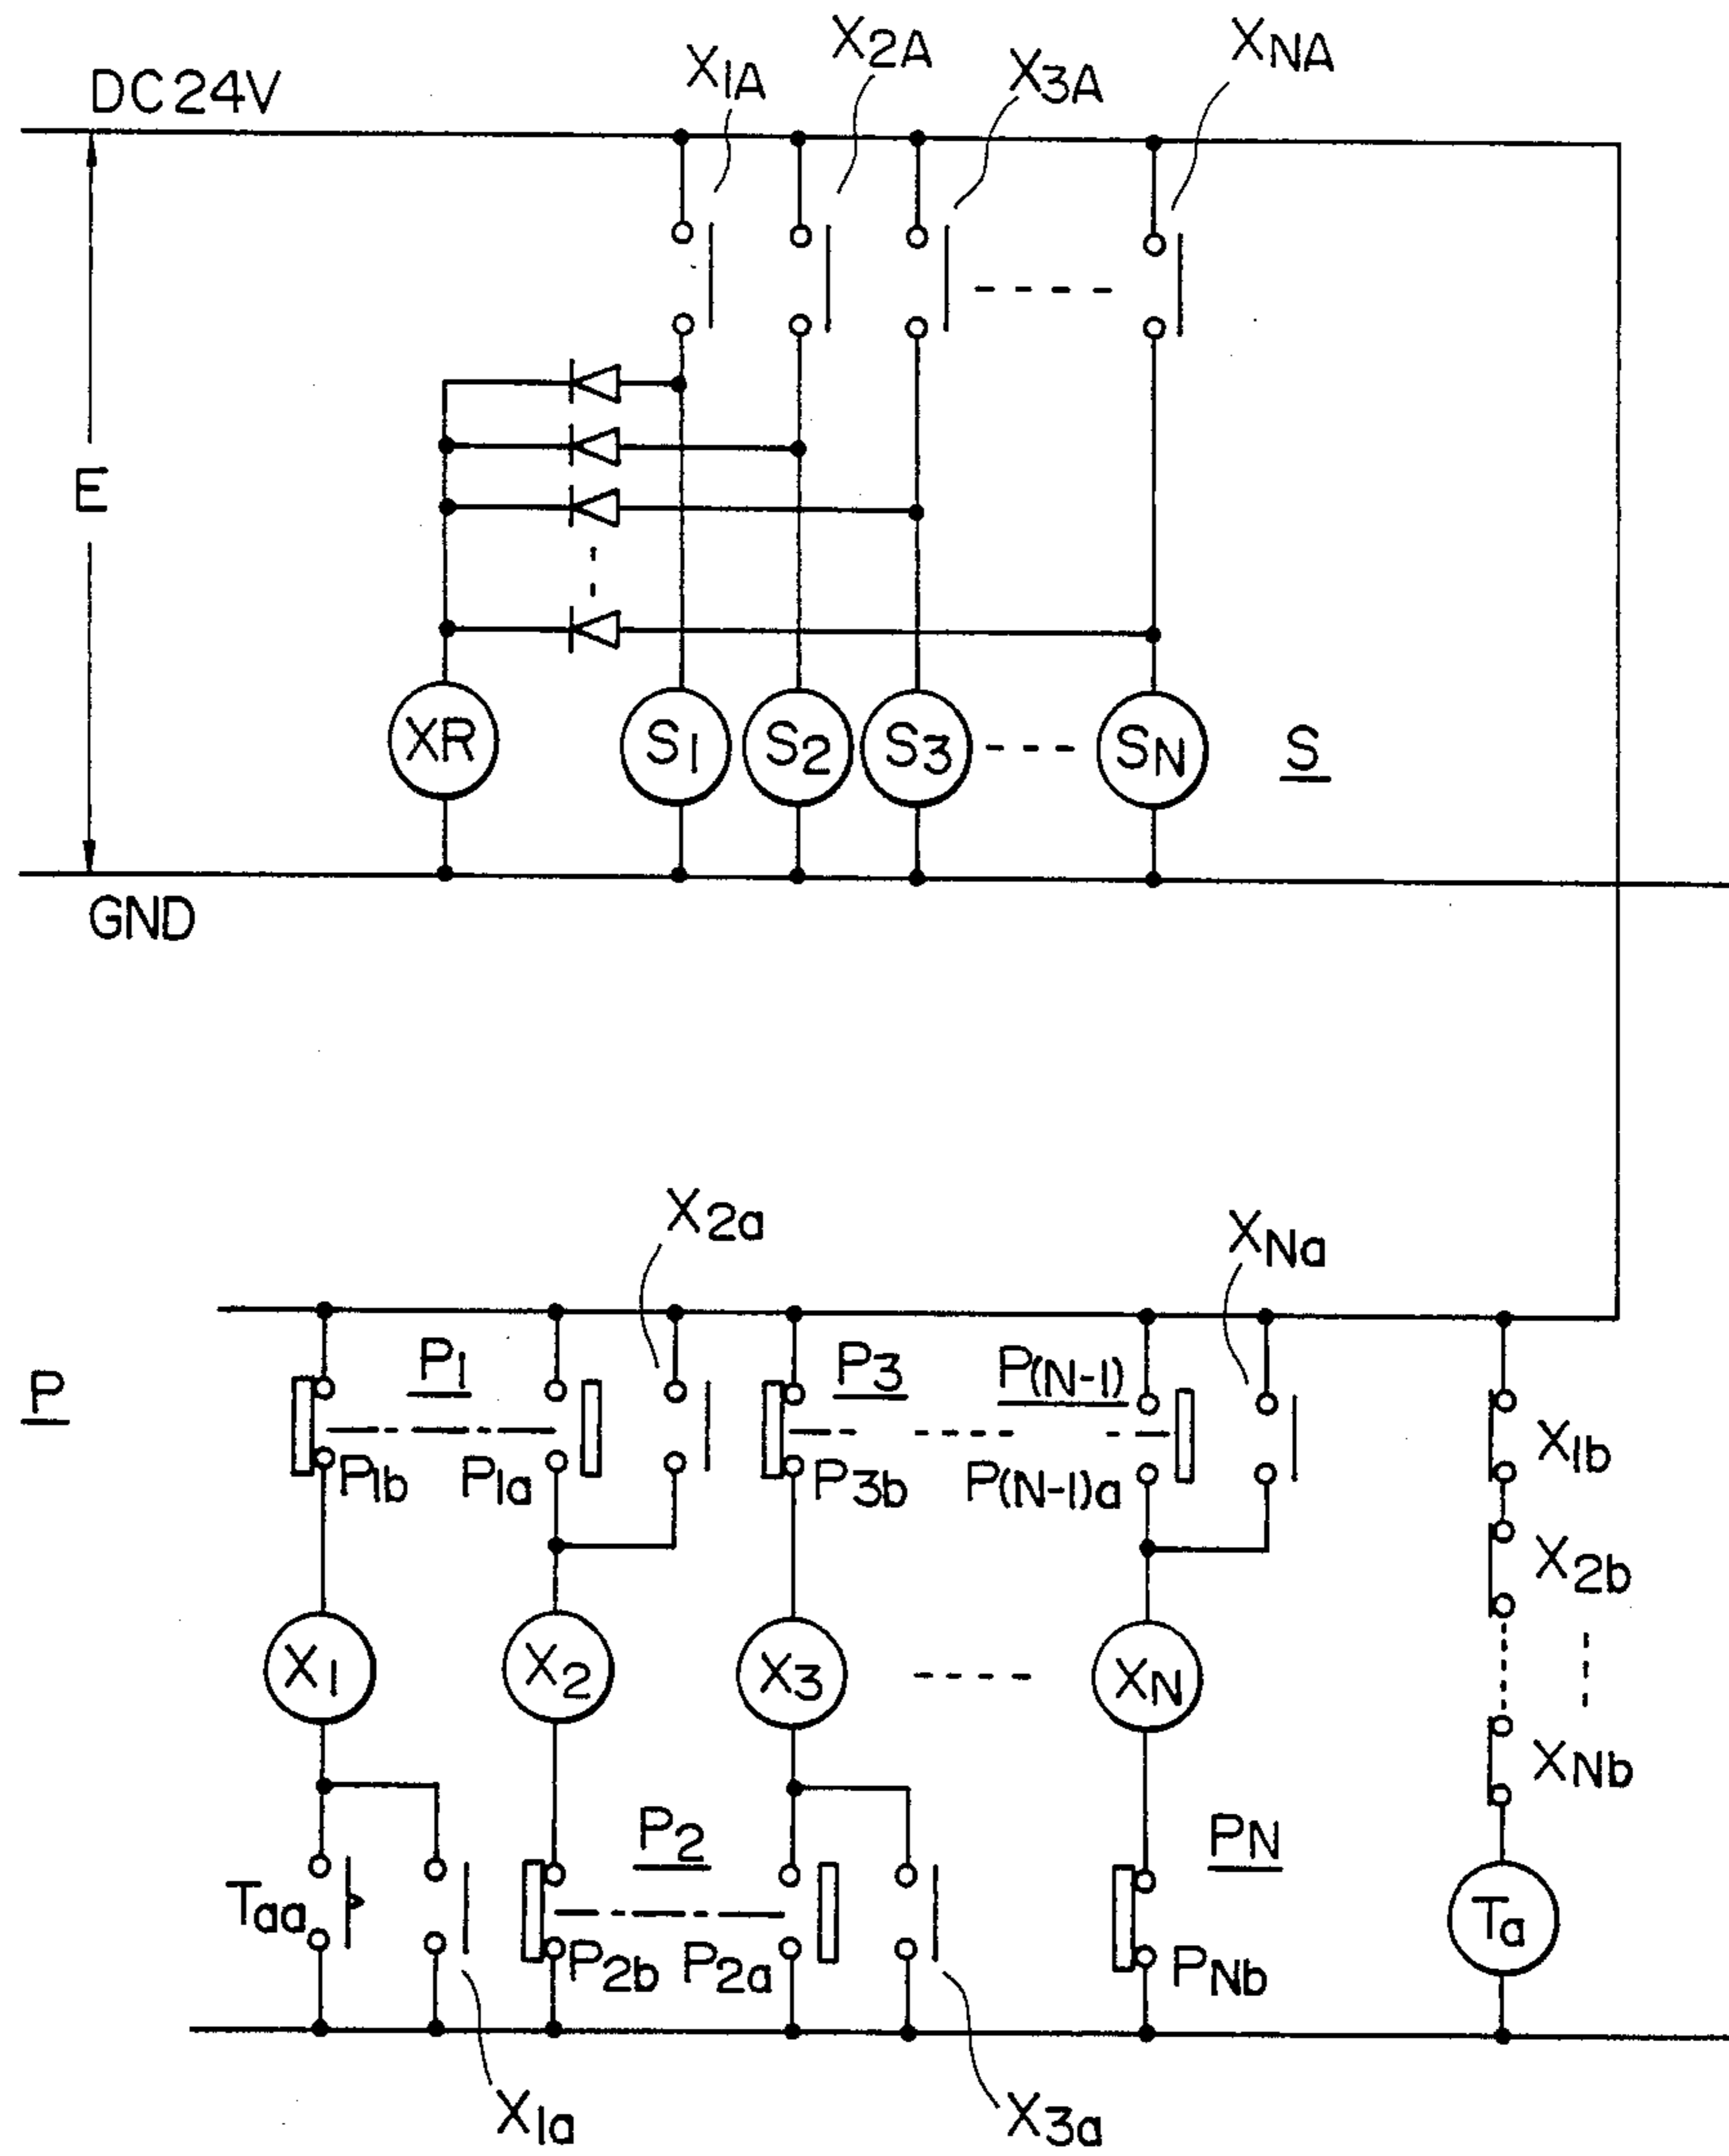 DC24V
X1A
X2A
X3A
XNA
E
XR
S1
S2
S3
SN
S
GND
X2a
XNa
P
P1
P3
P(N-1)
P1b
P1a
P3b
P(N-1)a
X1b
X2b
X1
X2
X3
XN
XNb
P2
PN
Taa
P2b
P2a
PNb
Ta
X1a
X3a